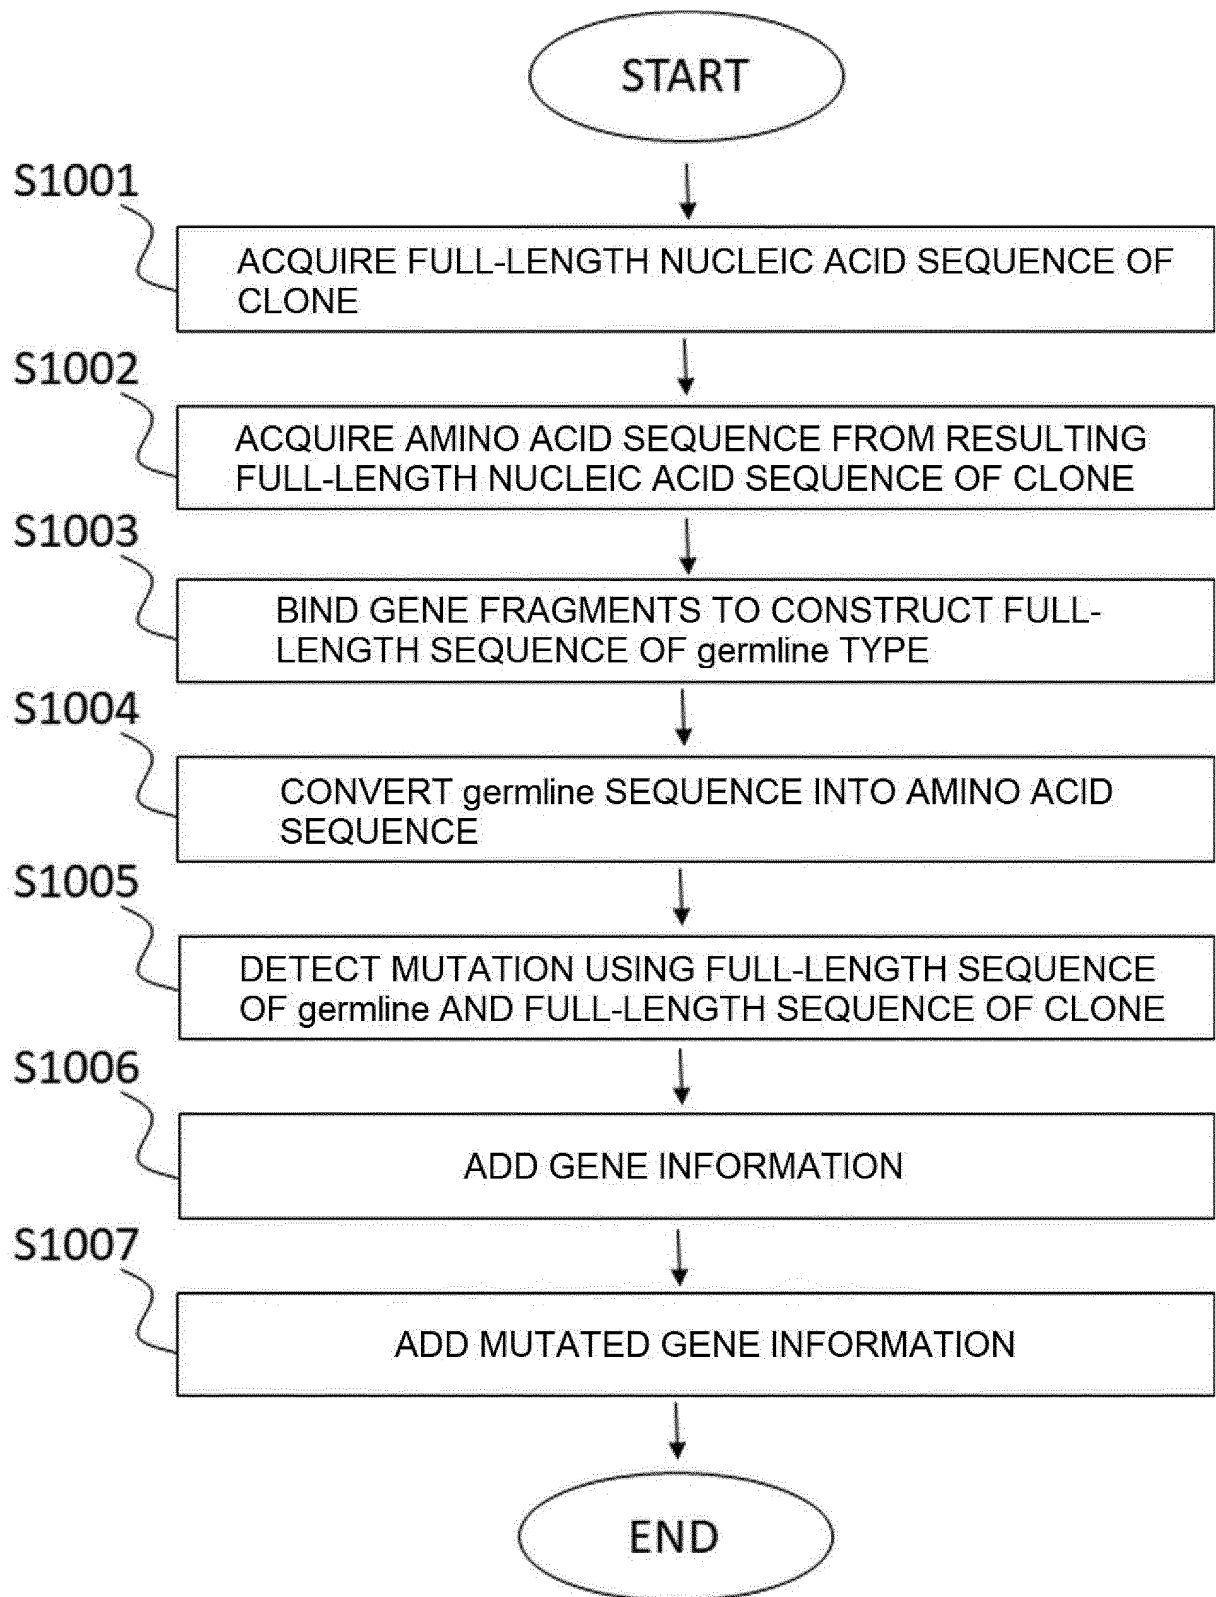 START
S1001
ACQUIRE FULL-LENGTH NUCLEIC ACID SEQUENCE OF
CLONE
S1002
ACQUIRE AMINO ACID SEQUENCE FROM RESULTING
FULL-LENGTH NUCLEIC ACID SEQUENCE OF CLONE
S1003
BIND GENE FRAGMENTS TO CONSTRUCT FULL-
LENGTH SEQUENCE OF germline TYPE
S1004
CONVERT germline SEQUENCE INTO AMINO ACID
SEQUENCE
S1005
DETECT MUTATION USING FULL-LENGTH SEQUENCE
OF germline AND FULL-LENGTH SEQUENCE OF CLONE
S1006
ADD GENE INFORMATION
S1007
ADD MUTATED GENE INFORMATION
END